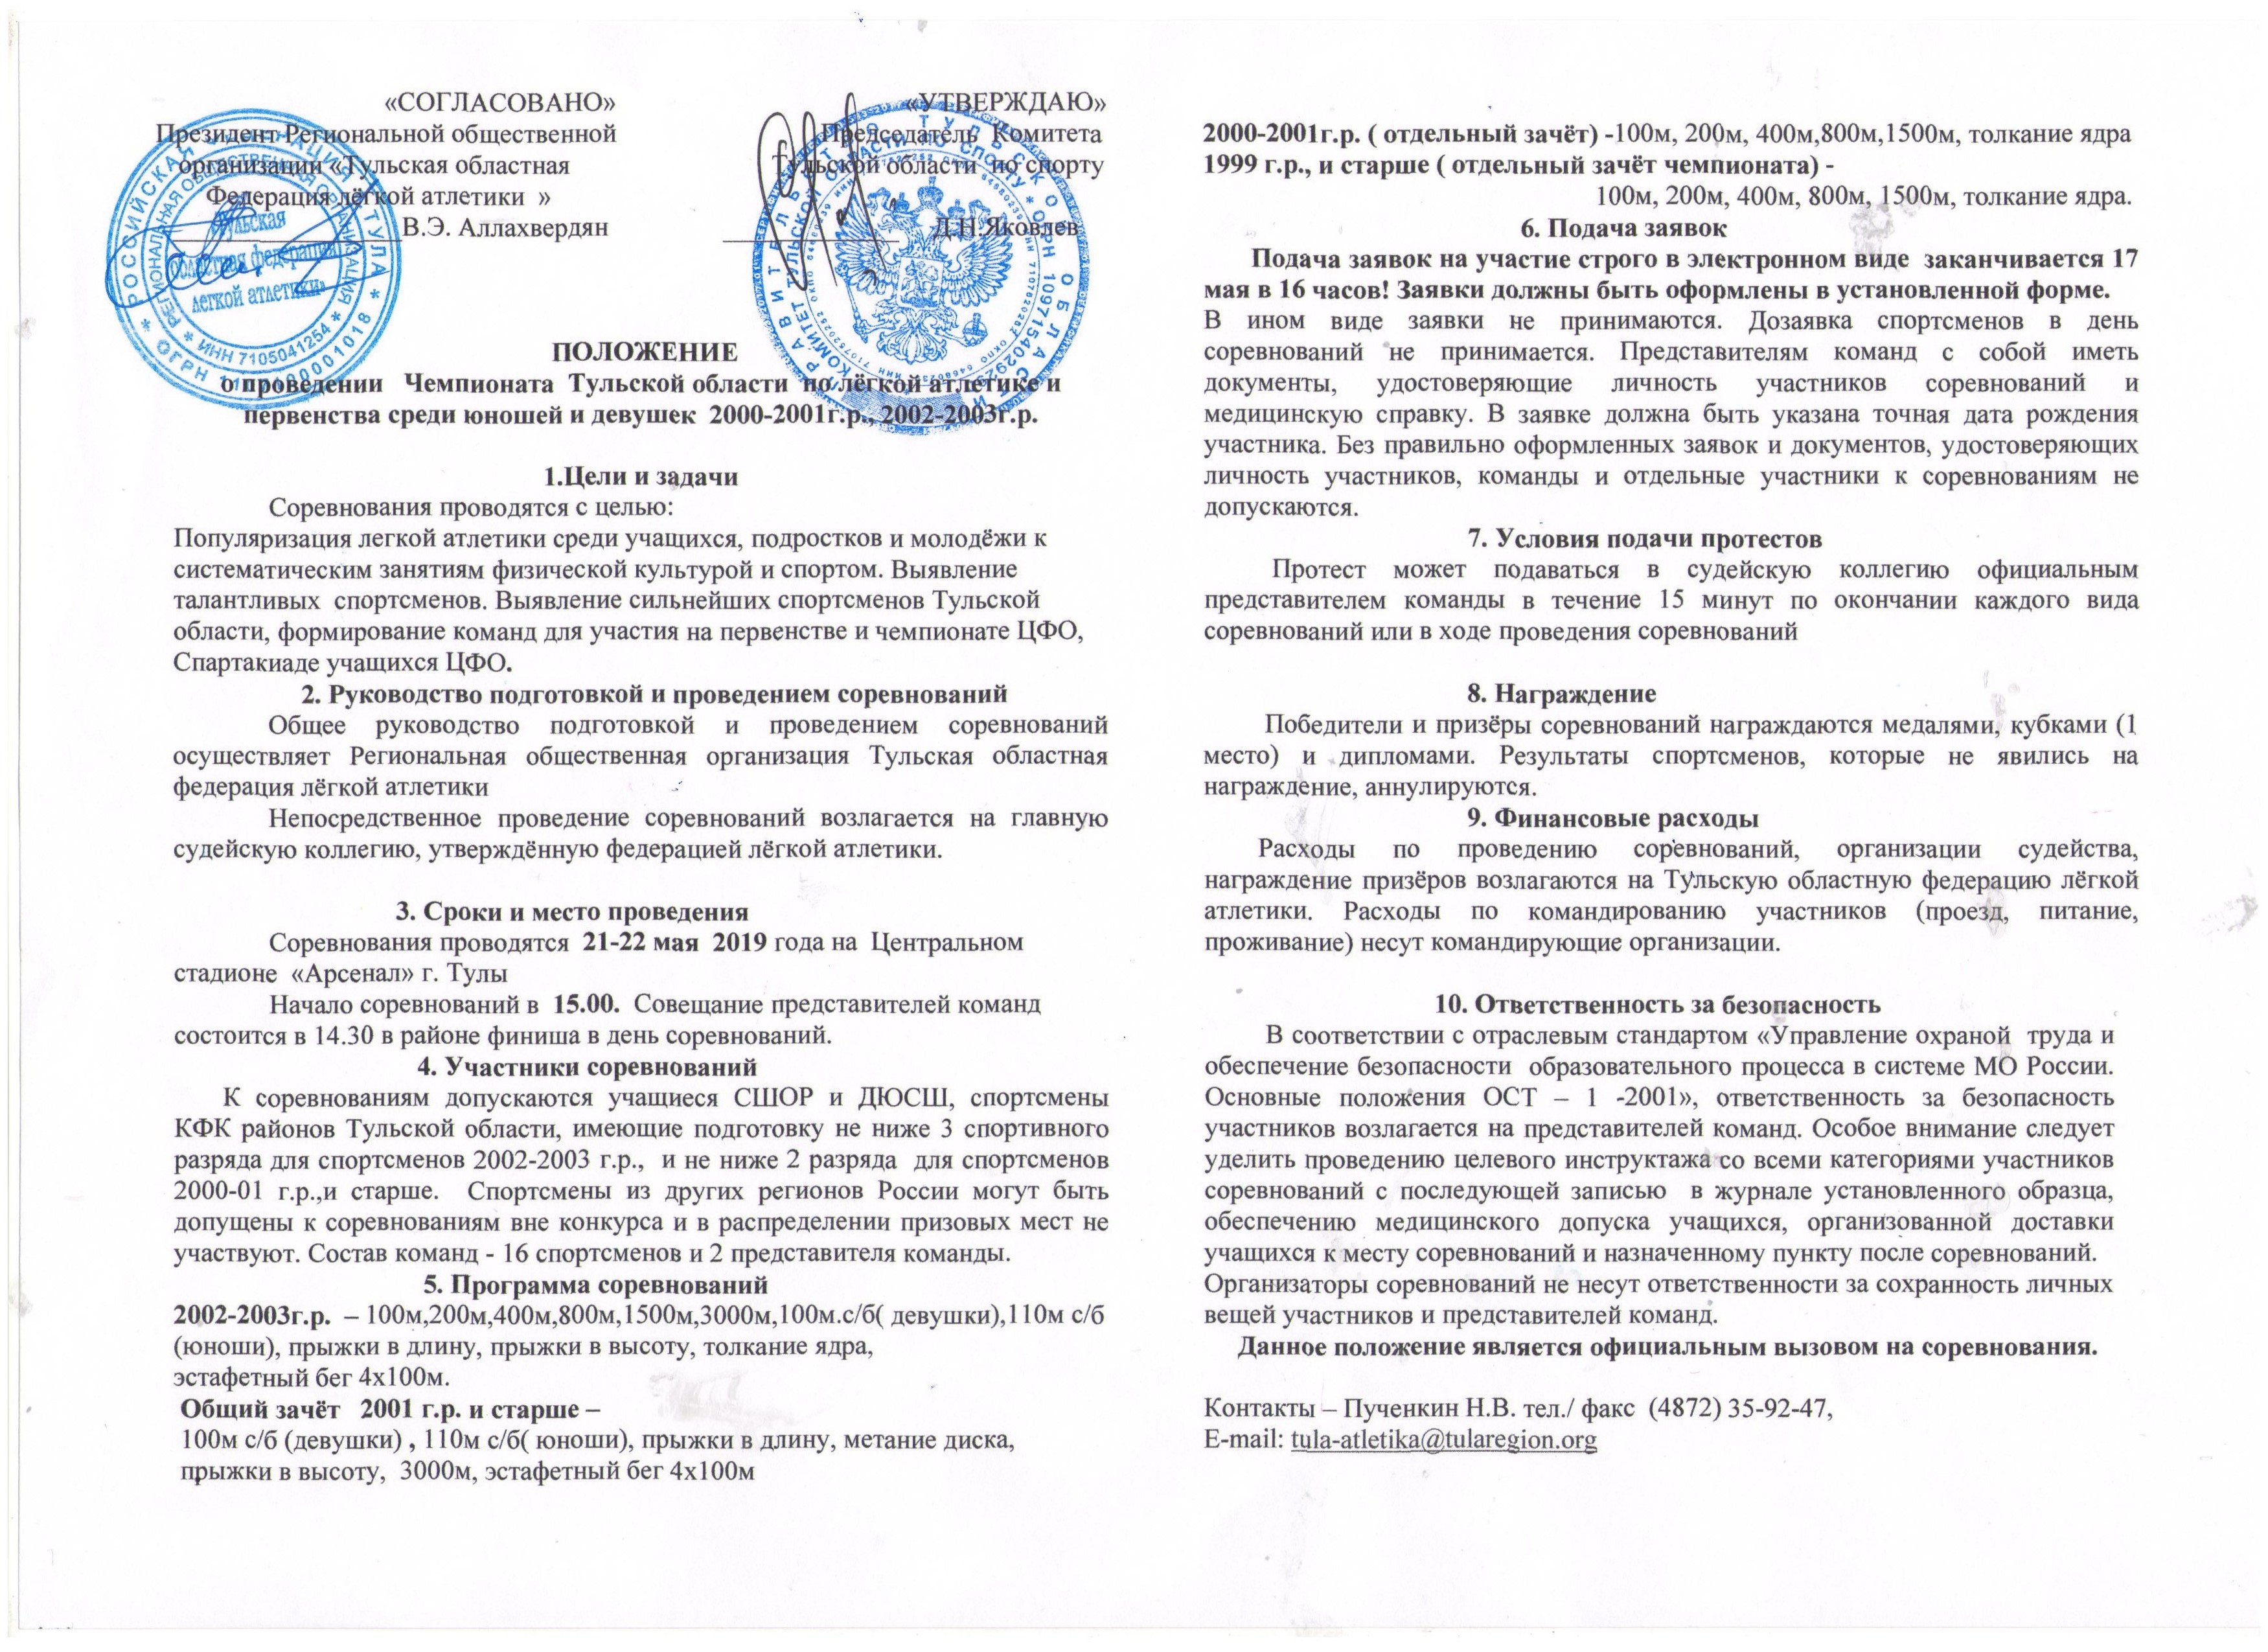 «СОГЛАСОВАНО»
Президент Региональной общественной
организации «Тульская областная
Федерация лёгкой атлетики »
В.Э. Аллахвердян
«УТВЕРЖДАЮ»
Председатель Комитета
Тульской области по спорту
Д.Н.Яковлев
тульская
областная федерация
легкой атлетики»
* ИНН 7105041254 *
ПОЛОЖЕНИЕ
о проведении Чемпионата Тульской области по лёгкой атлетике и
первенства среди юношей и девушек 2000-2001г.р., 2002-2003г.р.
1.Цели и задачи
Соревнования проводятся с целью:
Популяризация легкой атлетики среди учащихся, подростков и молодёжи к
систематическим занятиям физической культурой и спортом. Выявление
талантливых спортсменов. Выявление сильнейших спортсменов Тульской
области, формирование команд для участия на первенстве и чемпионате ЦФО,
Спартакиаде учащихся ЦФО.
2. Руководство подготовкой и проведением соревнований
Общее руководство подготовкой и проведением соревнований
осуществляет Региональная общественная организация Тульская областная
федерация лёгкой атлетики
Непосредственное проведение соревнований возлагается на главную
судейскую коллегию, утверждённую федерацией лёгкой атлетики.
3. Сроки и место проведения
Соревнования проводятся 21-22 мая 2019 года на Центральном
стадионе «Арсенал» г. Тулы
Начало соревнований в 15.00. Совещание представителей команд
состоится в 14.30 в районе финиша в день соревнований.
4. Участники соревнований
К соревнованиям допускаются учащиеся СШОР и ДЮСШ, спортсмены
КФК районов Тульской области, имеющие подготовку не ниже 3 спортивного
разряда для спортсменов 2002-2003 г.р., и не ниже 2 разряда для спортсменов
2000-01 г.р.,и старше. Спортсмены из других регионов России могут быть
допущены к соревнованиям вне конкурса и в распределении призовых мест не
участвуют. Состав команд - 16 спортсменов и 2 представителя команды.
5. Программа соревнований
2002-2003г.р. – 100м,200м,400м,800м,1500м,3000м,100м.с/б( девушки),110м с/б
(юноши), прыжки в длину, прыжки в высоту, толкание ядра,
эстафетный бег 4х100м.
Общий зачёт 2001 г.р. и старше –
100м с/б (девушки) , 110м с/б( юноши), прыжки в длину, метание диска,
прыжки в высоту, 3000м, эстафетный бег 4х100м
2000-2001г.р. ( отдельный зачёт) -100м, 200м, 400м,800м,1500м, толкание ядра
1999 г.р., и старше ( отдельный зачёт чемпионата) -
100м, 200м, 400м, 800м, 1500м, толкание ядра.
6. Подача заявок
Подача заявок на участие строго в электронном виде заканчивается 17
мая в 16 часов! Заявки должны быть оформлены в установленной форме.
В ином виде заявки не принимаются. Дозаявка спортсменов в день
соревнований не принимается. Представителям команд с собой иметь
документы, удостоверяющие личность участников соревнований и
медицинскую справку. В заявке должна быть указана точная дата рождения
участника. Без правильно оформленных заявок и документов, удостоверяющих
личность участников, команды и отдельные участники к соревнованиям не
допускаются.
7. Условия подачи протестов
Протест может подаваться в судейскую коллегию официальным
представителем команды в течение 15 минут по окончании каждого вида
соревнований или в ходе проведения соревнований
8. Награждение
Победители и призёры соревнований награждаются медалями, кубками (1
место) и дипломами. Результаты спортсменов, которые не явились на
награждение, аннулируются.
9. Финансовые расходы
Расходы по проведению соревнований, организации судейства,
награждение призёров возлагаются на Тульскую областную федерацию лёгкой
атлетики. Расходы по командированию участников (проезд, питание,
проживание) несут командирующие организации.
10. Ответственность за безопасность
В соответствии с отраслевым стандартом «Управление охраной труда и
обеспечение безопасности образовательного процесса в системе МО России.
Основные положения ОСТ – 1 -2001», ответственность за безопасность
участников возлагается на представителей команд. Особое внимание следует
уделить проведению целевого инструктажа со всеми категориями участников
соревнований с последующей записью в журнале установленного образца,
обеспечению медицинского допуска учащихся, организованной доставки
учащихся к месту соревнований и назначенному пункту после соревнований.
Организаторы соревнований не несут ответственности за сохранность личных
вещей участников и представителей команд.
Данное положение является официальным вызовом на соревнования.
Контакты – Пученкин Н.В. тел./ факс (4872) 35-92-47,
E-mail: tula-atletika@tularegion.org